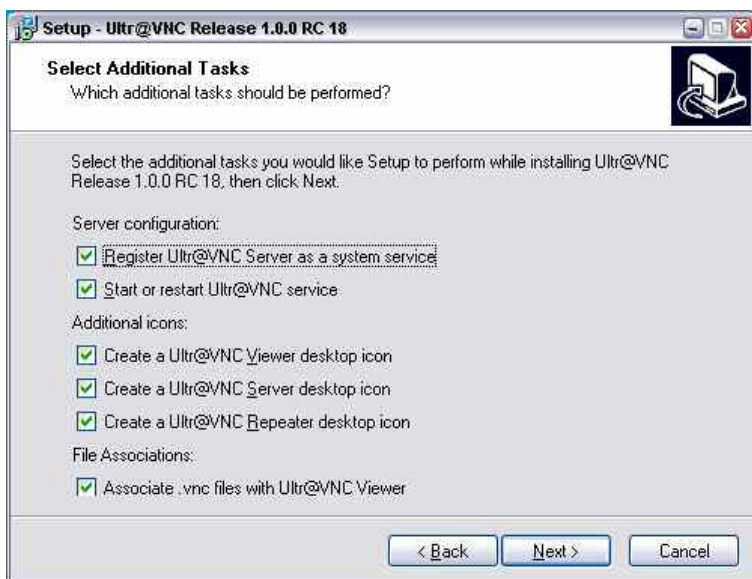 Setup - Ultr@VNC Release 1.0.0 RC 18
Select Additional Tasks
Which additional tasks should be performed?
Select the additional tasks you would like Setup to perform while installing Ultr@VNC
Release 1.0.0 RC 18, then click Next.
Server configuration:
Register Ultr@VNC Server as a system service
Start or restart Ultr@VNC service
Additional icons:
Create a Ultr@VNC Viewer desktop icon
Create a Ultr@VNC Server desktop icon
Create a Ultr@VNC Repeater desktop icon
File Associations:
Associate .vnc files with Ultr@VNC Viewer
< Back Next > Cancel